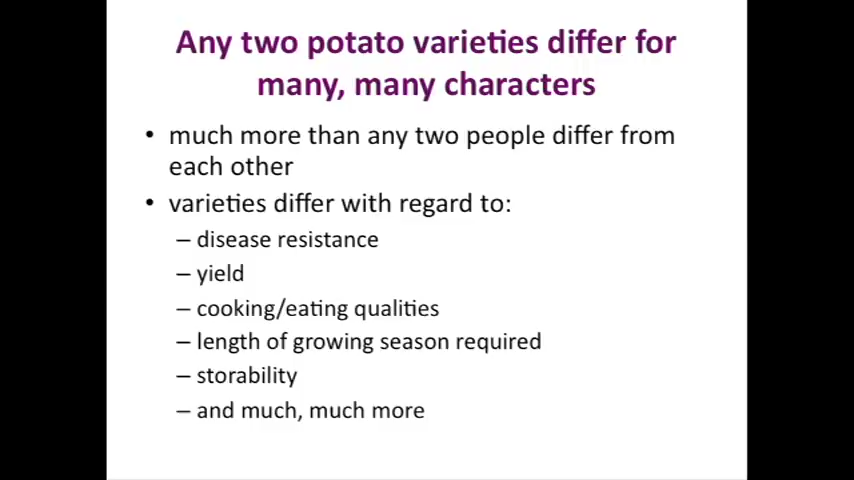 Any two potato varieties differ for
many, many characters
• much more than any two people differ from
each other
• varieties differ with regard to:
– disease resistance
– yield
– cooking/eating qualities
– length of growing season required
– storability
– and much, much more